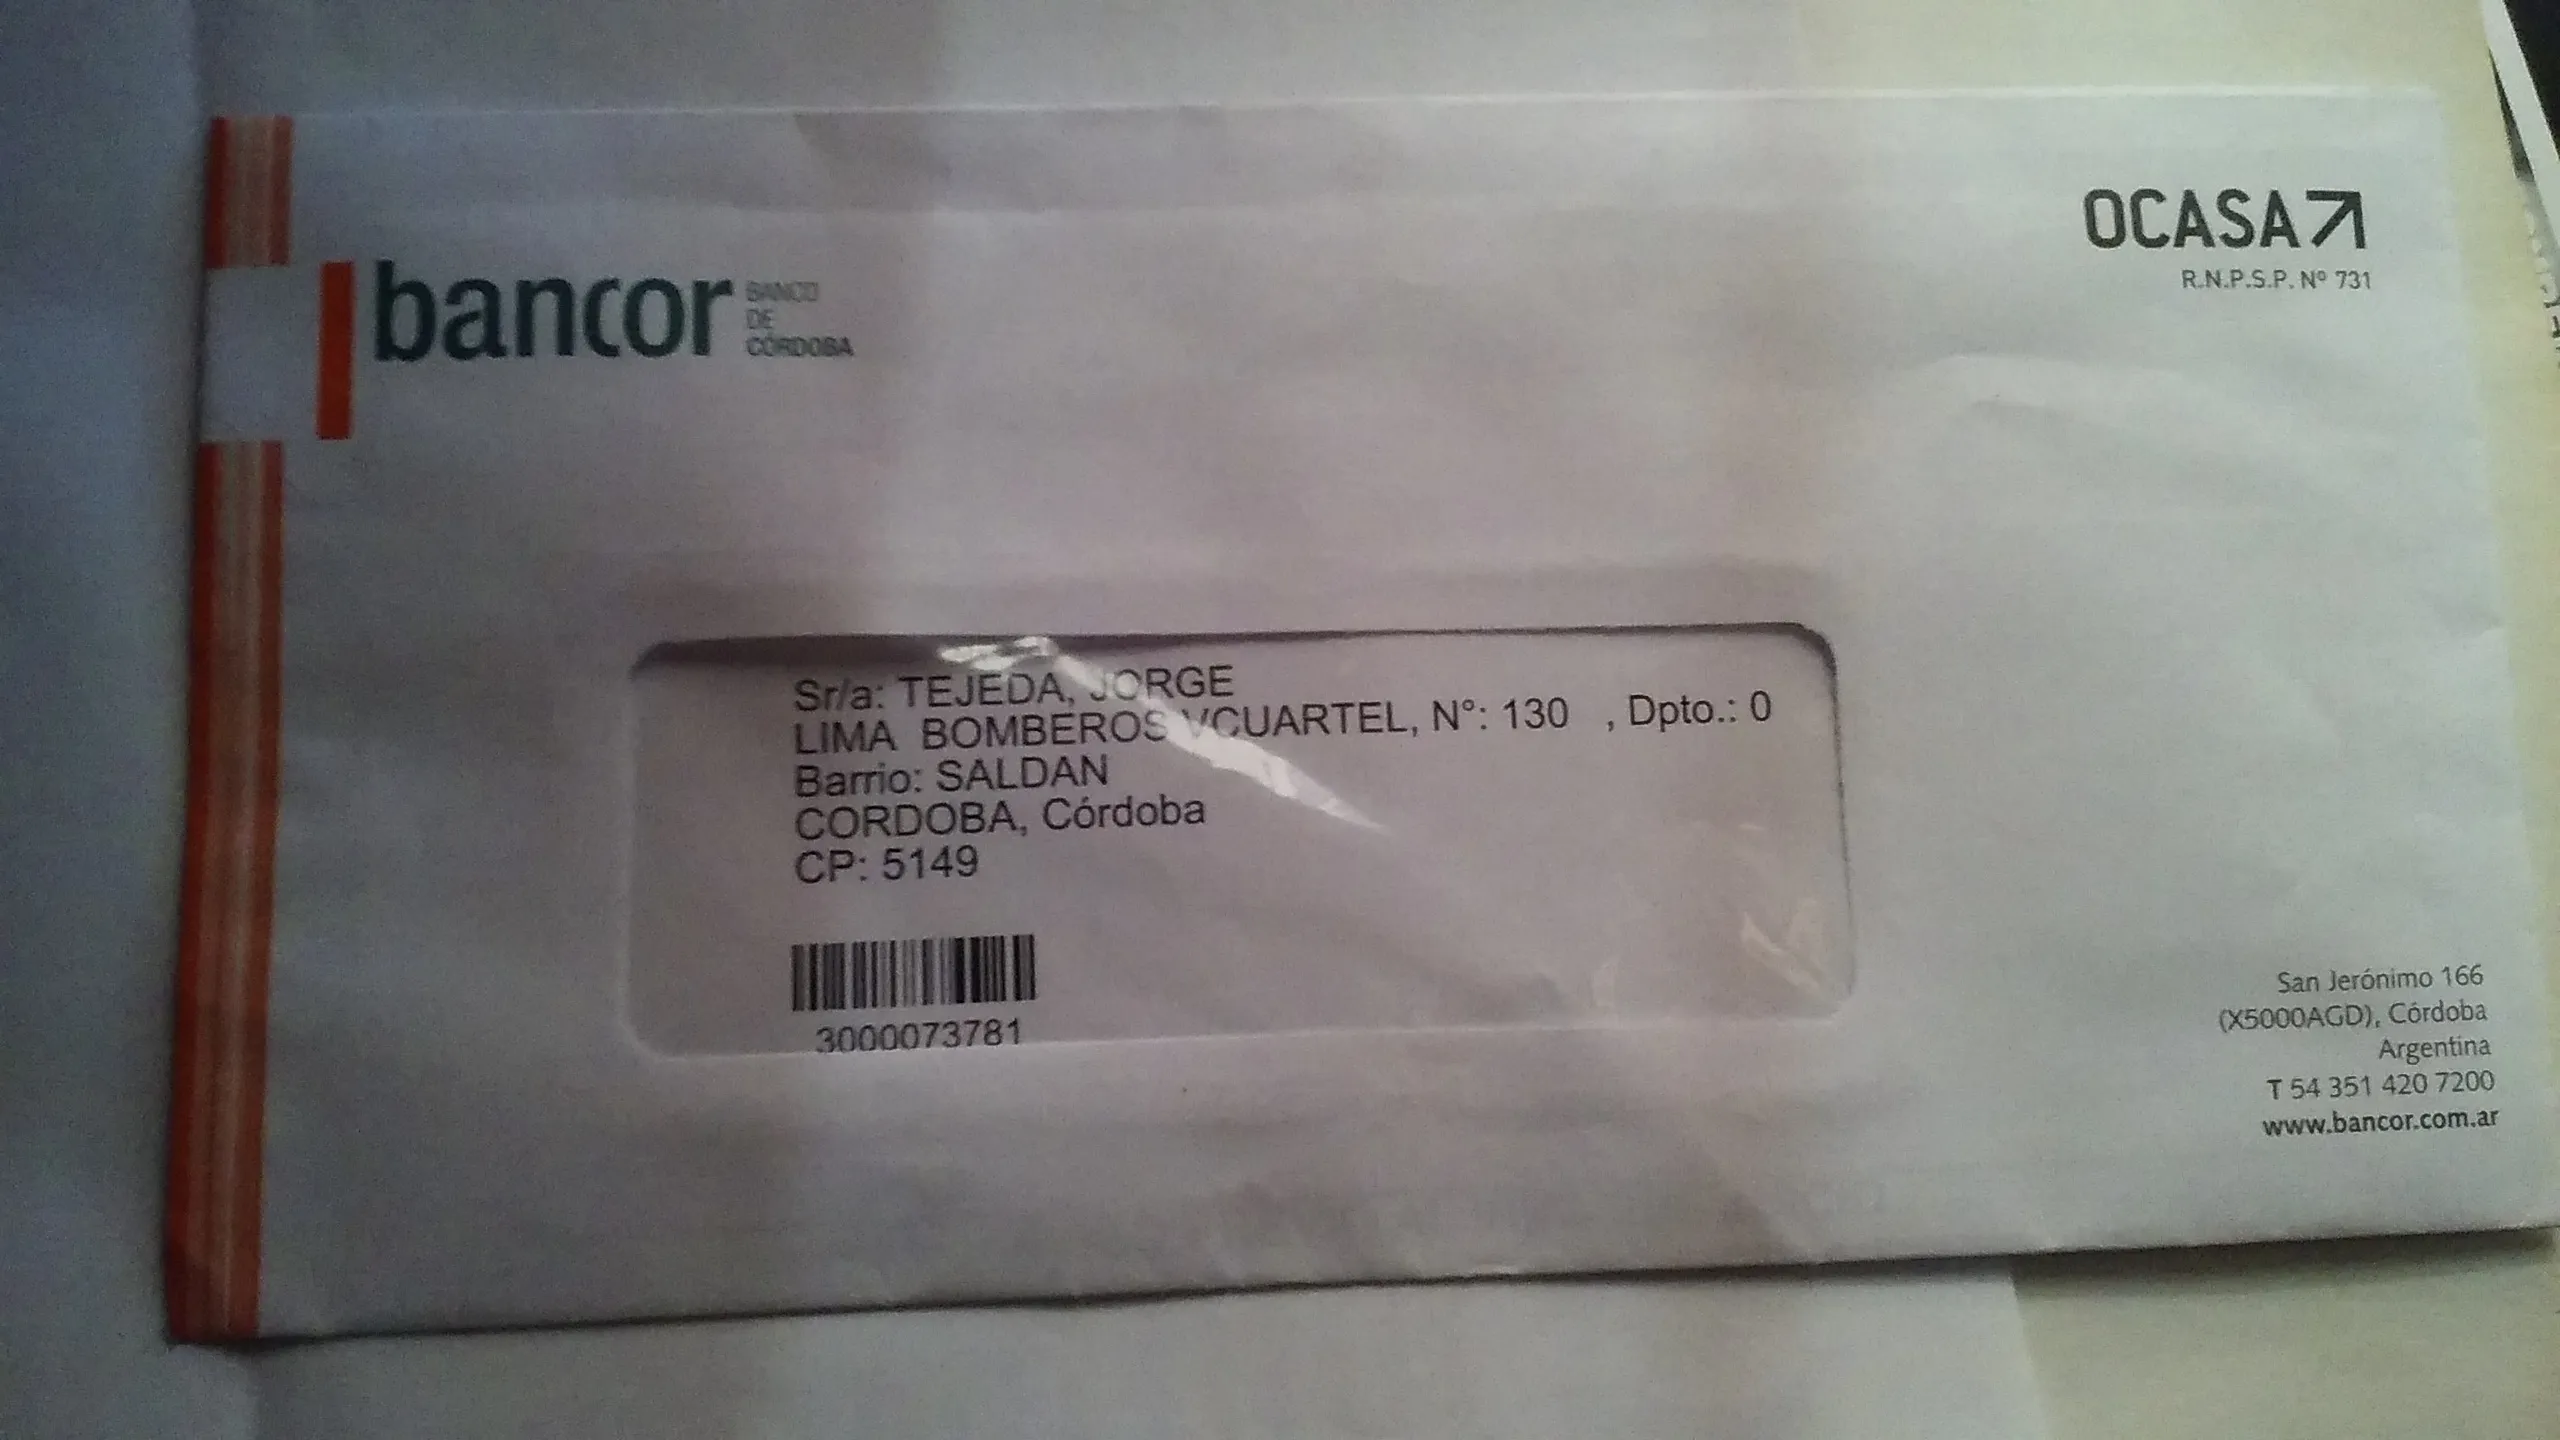 bancor
BANCO
DE
CÓRDOBA
OCASA
R.N.P.S.P. Nº 731
Sr/a: TEJEDA, JORGE
LIMA BOMBEROS VCUARTEL, N°: 130 , Dpto.: 0
Barrio: SALDAN
CORDOBA, Córdoba
CP: 5149
3000073781
San Jerónimo 166
(X5000AGD), Córdoba
Argentina
T 54 351 420 7200
www.bancor.com.ar